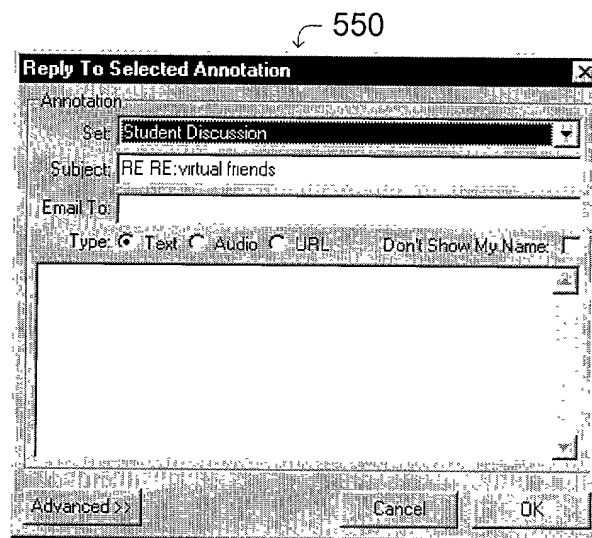 550
Reply To Selected Annotation
Annotation
Set: Student Discussion
Subject: RE RE:virtual friends
Email To:
Type: Text Audio URL Don't Show My Name:
Advanced >> Cancel OK